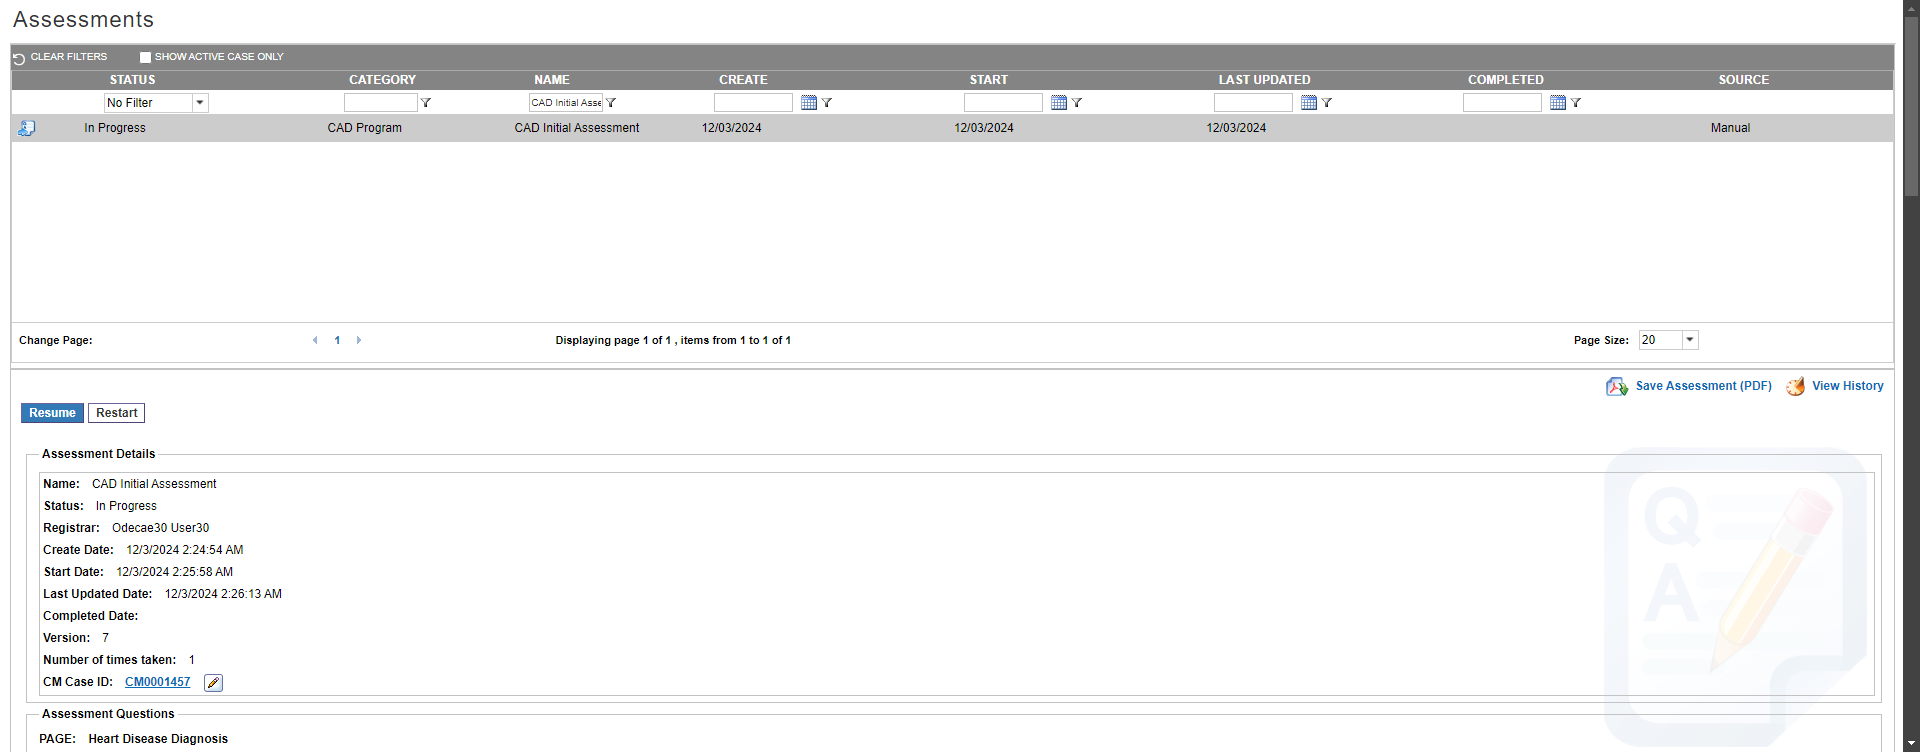 Assessments
CLEAR FILTERS SHOW ACTIVE CASE ONLY
STATUS CATEGORY NAME CREATE START LAST UPDATED COMPLETED SOURCE
No Filter CAD Initial Asse
In Progress CAD Program CAD Initial Assessment 12/03/2024 12/03/2024 12/03/2024 Manual
Change Page: 1 Displaying page 1 of 1 , items from 1 to 1 of 1 Page Size: 20
Save Assessment (PDF) View History
Resume Restart
Assessment Details
Name: CAD Initial Assessment
Status: In Progress
Registrar: Odecae30 User30
Create Date: 12/3/2024 2:24:54 AM
Start Date: 12/3/2024 2:25:58 AM
Last Updated Date: 12/3/2024 2:26:13 AM
Completed Date:
Version: 7
Number of times taken: 1
CM Case ID: CM0001457
Q
A
Assessment Questions
PAGE: Heart Disease Diagnosis